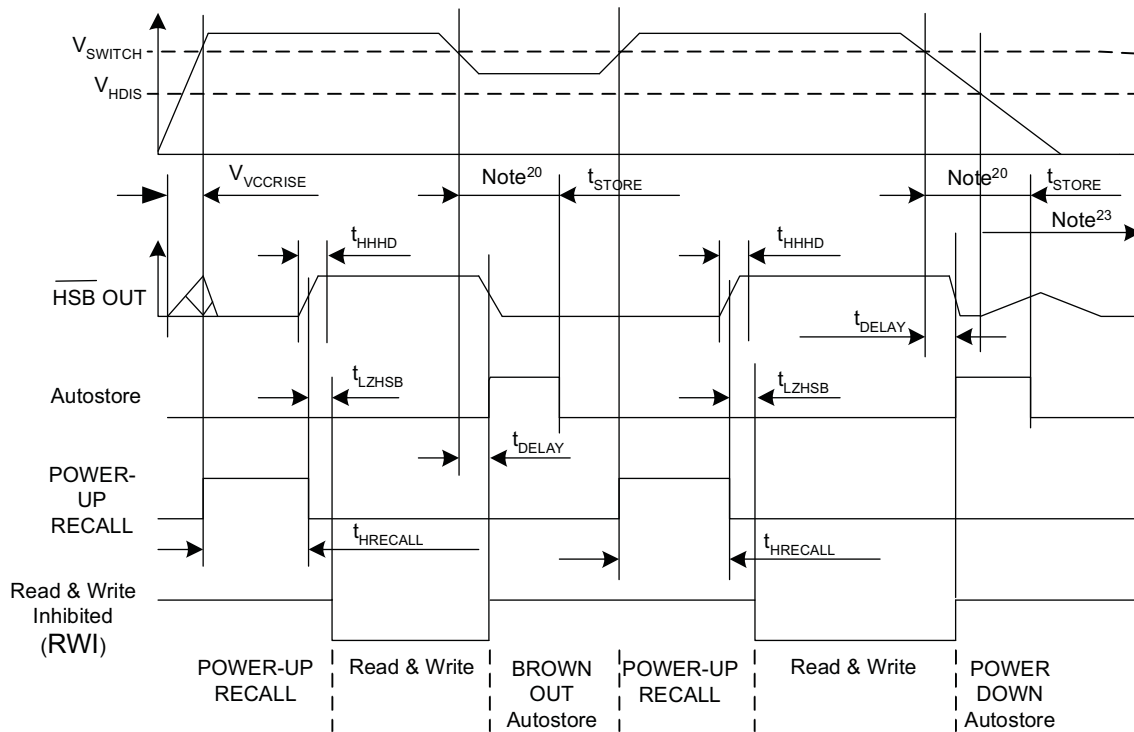 VSWITCH
VHDIS
VVCCRISE
Note20
tSTORE
Note20
tSTORE
Note23
tHHHD
tHHHD
HSB OUT
tDELAY
tLZHSB
tLZHSB
Autostore
tDELAY
POWER-
UP
RECALL
tHRECALL
tHRECALL
Read & Write
Inhibited
(RWI)
POWER-UP
RECALL
Read & Write
BROWN
OUT
Autostore
POWER-UP
RECALL
Read & Write
POWER
DOWN
Autostore